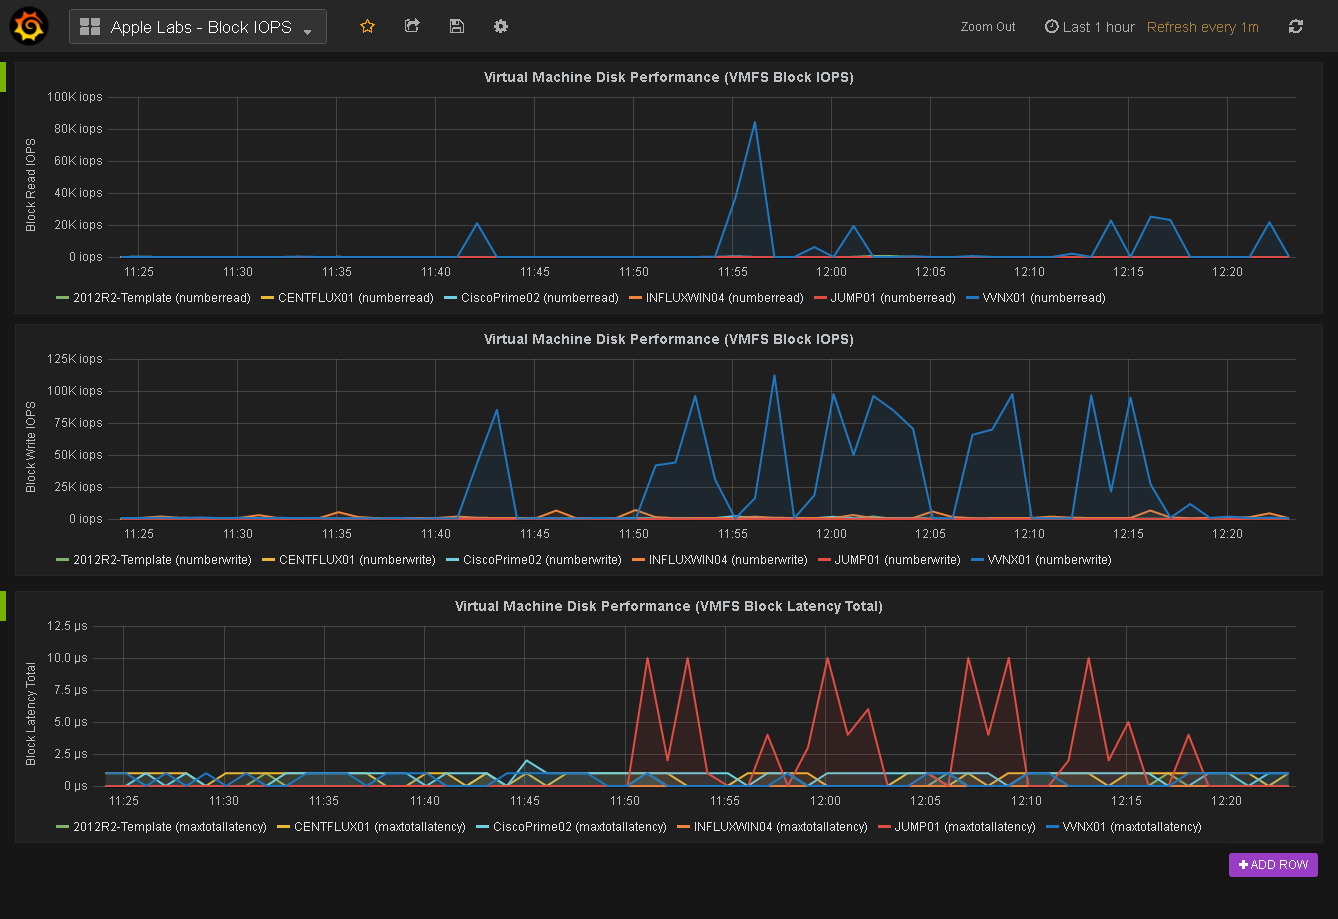 Apple Labs - Block IOPS
Zoom Out Last 1 hour Refresh every 1m
Virtual Machine Disk Performance (VMFS Block IOPS)
Block Read IOPS
100K iops
80K iops
60K iops
40K iops
20K iops
0 iops
11:25 11:30 11:35 11:40 11:45 11:50 11:55 12:00 12:05 12:10 12:15 12:20
2012R2-Template (numberread) CENTFLUX01 (numberread) CiscoPrime02 (numberread) INFLUXWIN04 (numberread) JUMP01 (numberread) VVNX01 (numberread)
Virtual Machine Disk Performance (VMFS Block IOPS)
Block Write IOPS
125K iops
100K iops
75K iops
50K iops
25K iops
0 iops
11:25 11:30 11:35 11:40 11:45 11:50 11:55 12:00 12:05 12:10 12:15 12:20
2012R2-Template (numberwrite) CENTFLUX01 (numberwrite) CiscoPrime02 (numberwrite) INFLUXWIN04 (numberwrite) JUMP01 (numberwrite) VVNX01 (numberwrite)
Virtual Machine Disk Performance (VMFS Block Latency Total)
Block Latency Total
12.5 µs
10.0 µs
7.5 µs
5.0 µs
2.5 µs
0 µs
11:25 11:30 11:35 11:40 11:45 11:50 11:55 12:00 12:05 12:10 12:15 12:20
2012R2-Template (maxtotallatency) CENTFLUX01 (maxtotallatency) CiscoPrime02 (maxtotallatency) INFLUXWIN04 (maxtotallatency) JUMP01 (maxtotallatency) VVNX01 (maxtotallatency)
ADD ROW